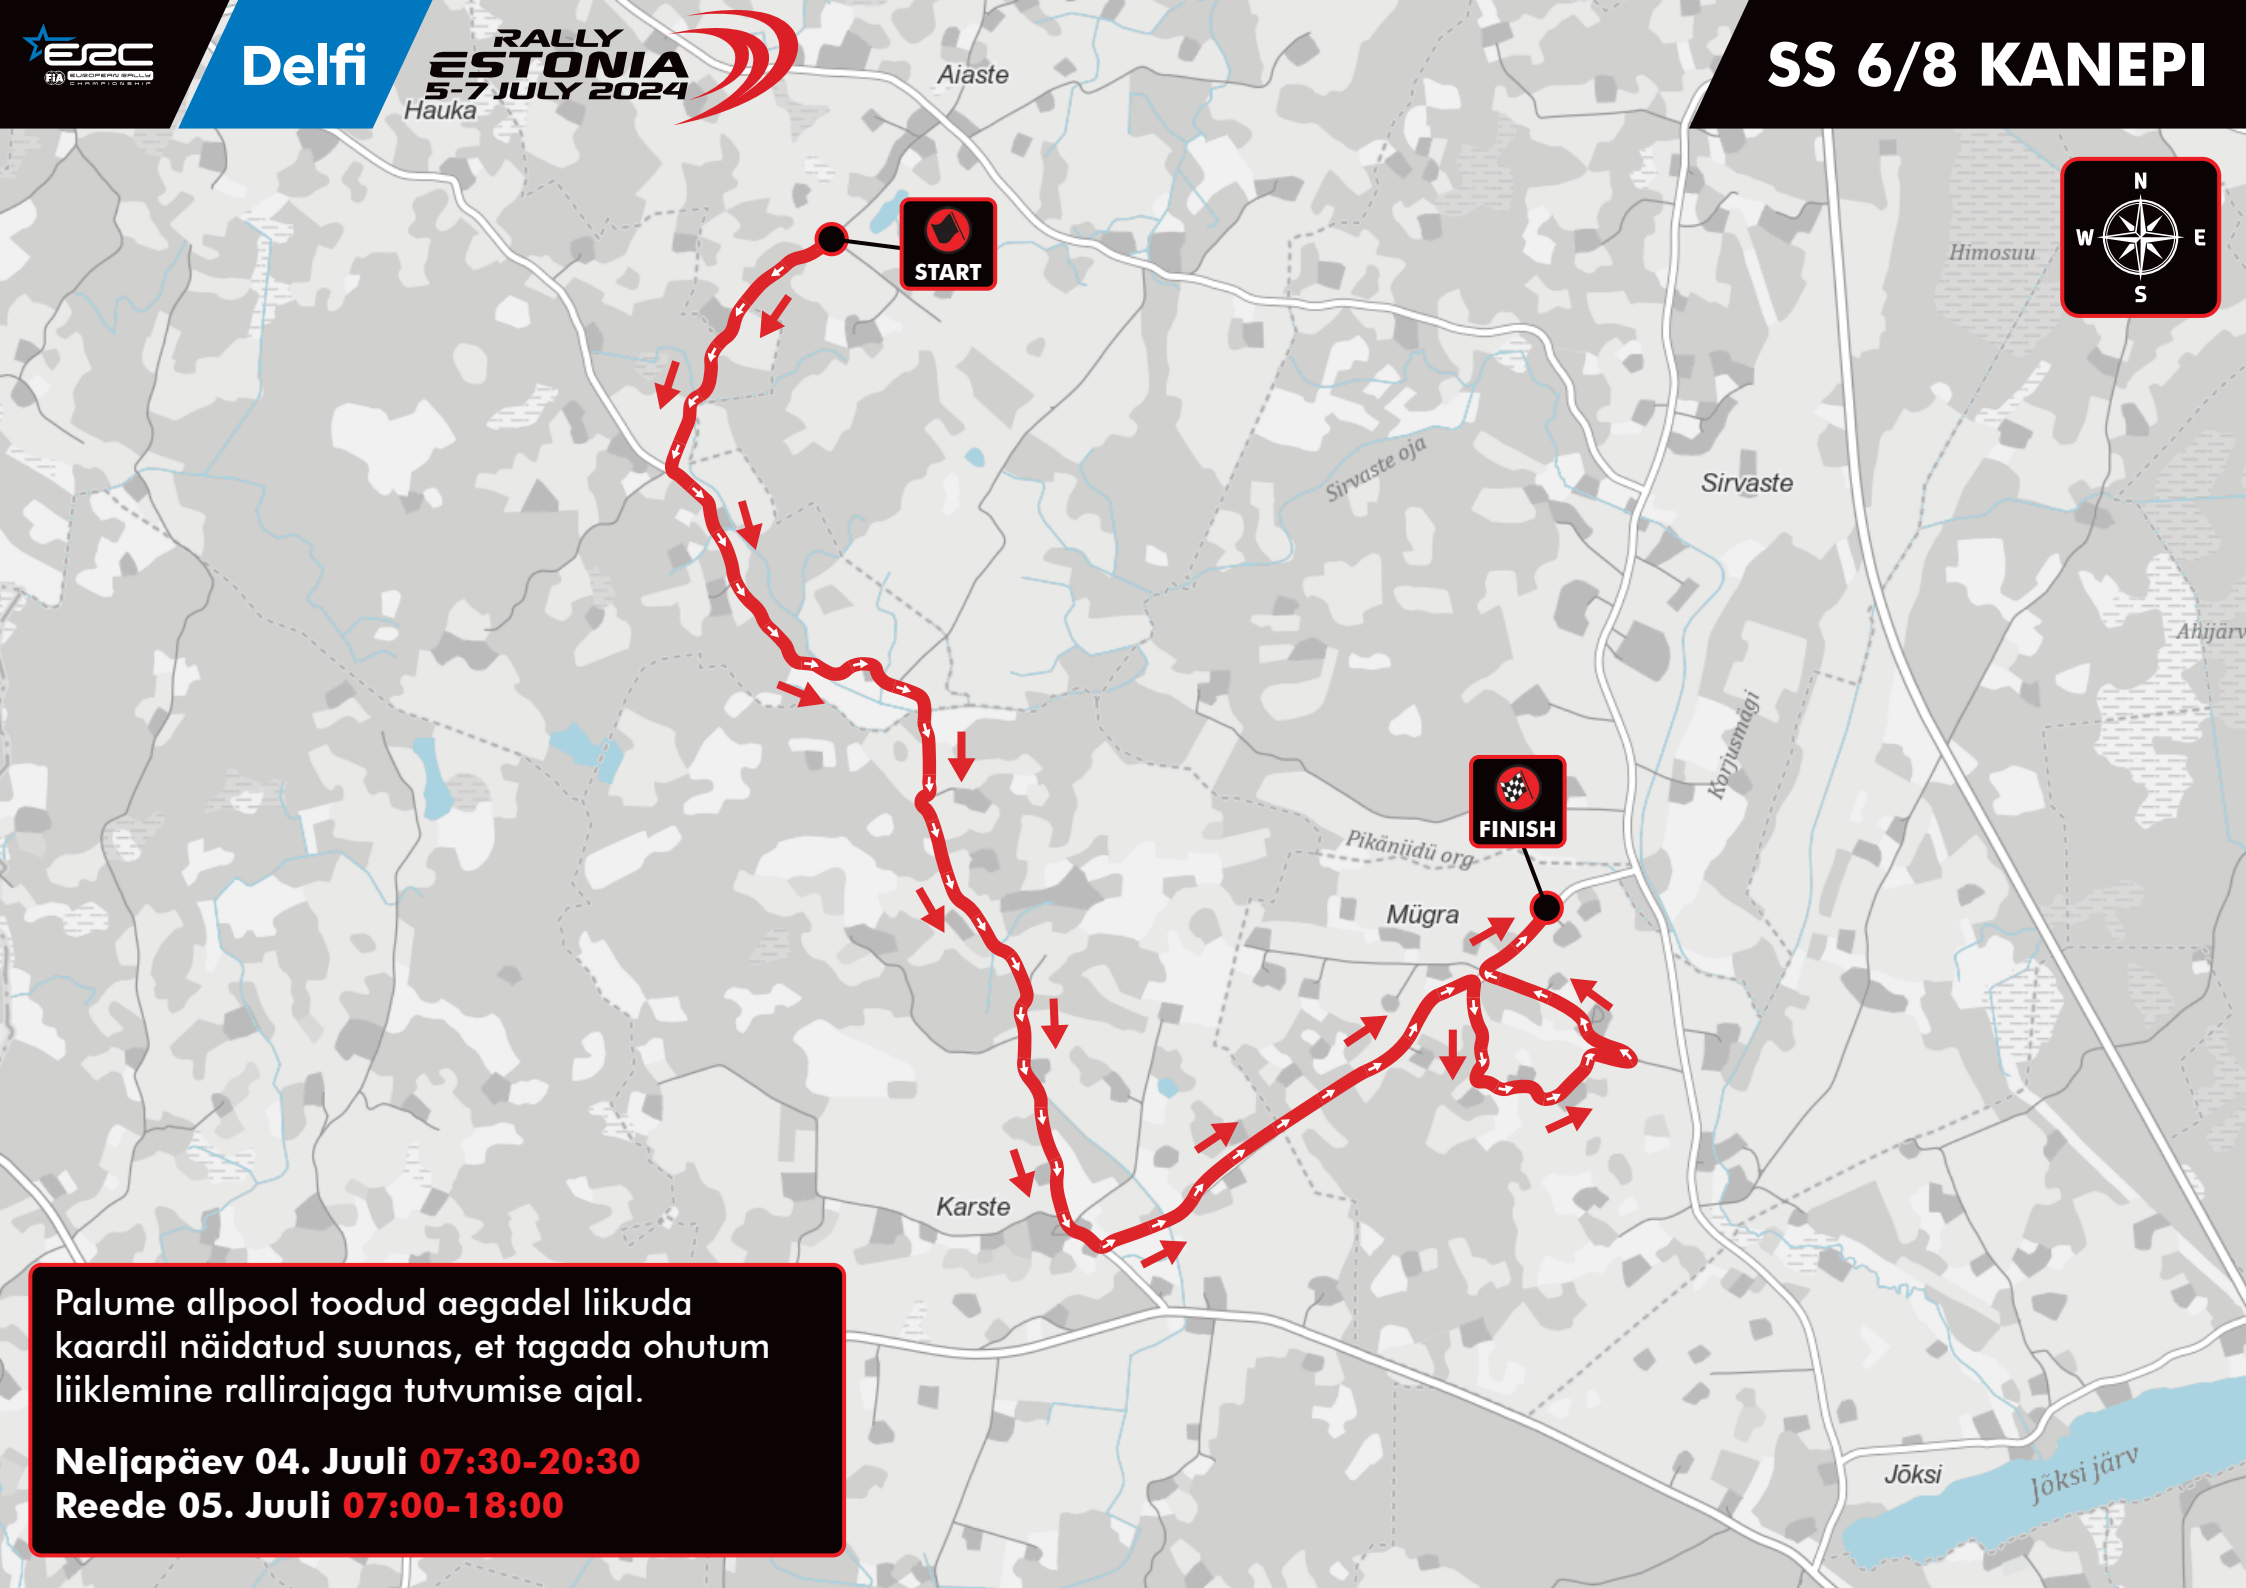 ERC
FIA EUROPEAN RALLY
CHAMPIONSHIP
Delfi
RALLY
ESTONIA
5-7 JULY 2024
SS 6/8 KANEPI
Hauka
Aiaste
START
N
W E
S
Himosuu
Sirvaste oja
Sirvaste
Ahijärv
Korjusmägi
FINISH
Pikäniidü org
Mügra
Karste
Palume allpool toodud aegadel liikuda
kaardil näidatud suunas, et tagada ohutum
liiklemine rallirajaga tutvumise ajal.
Neljapäev 04. Juuli 07:30-20:30
Reede 05. Juuli 07:00-18:00
Jõksi
Jõksi järv